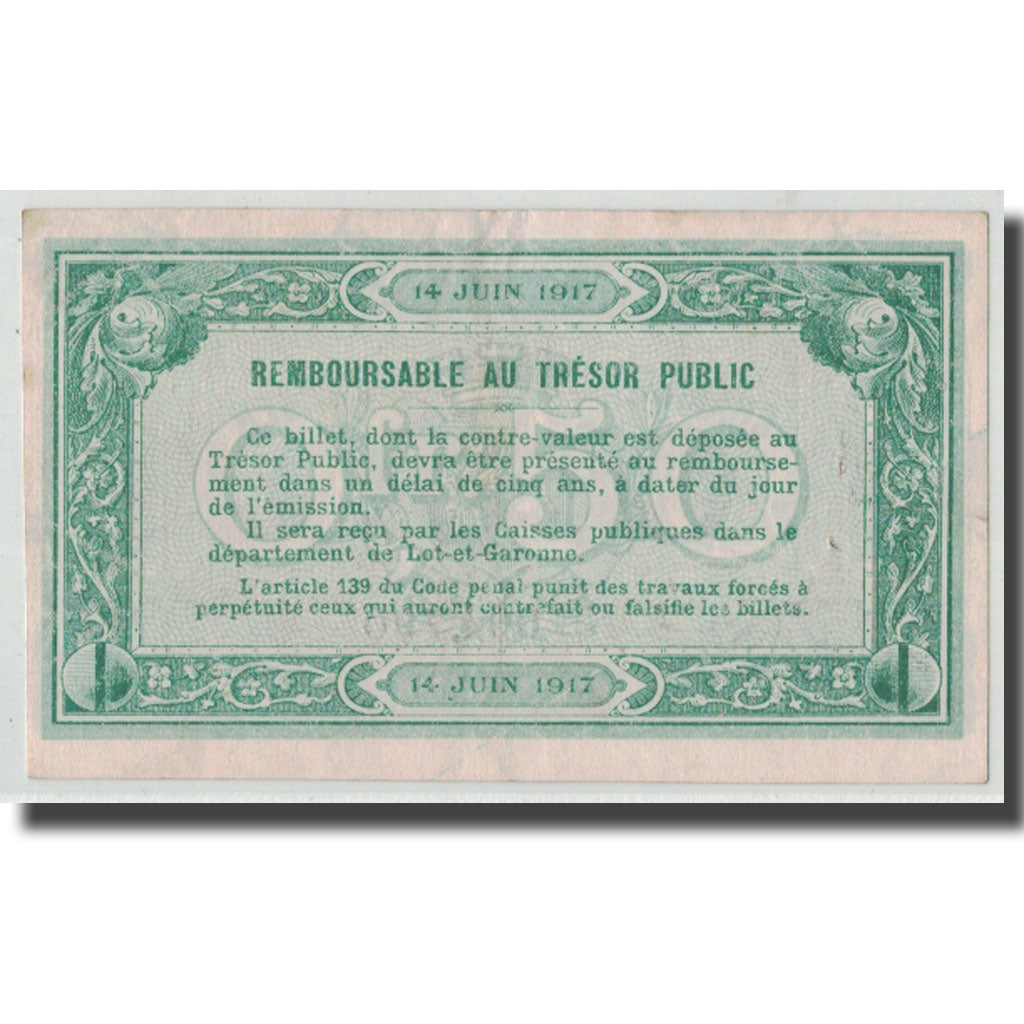 14 JUIN 1917
REMBOURSABLE AU TRÉSOR PUBLIC
Ce billet, dont la contre-valeur est déposée au
Trésor Public, devra être présenté au rembourse-
ment dans un délai de cinq ans, à dater du jour
de l'émission.
Il sera reçu par les Caisses publiques dans le
département de Lot-et-Garonne.
L'article 139 du Code penal punit des travaux forcés à
perpétuité ceux qui auront contrefait ou falsifie les billets.
14 JUIN 1917
0f50